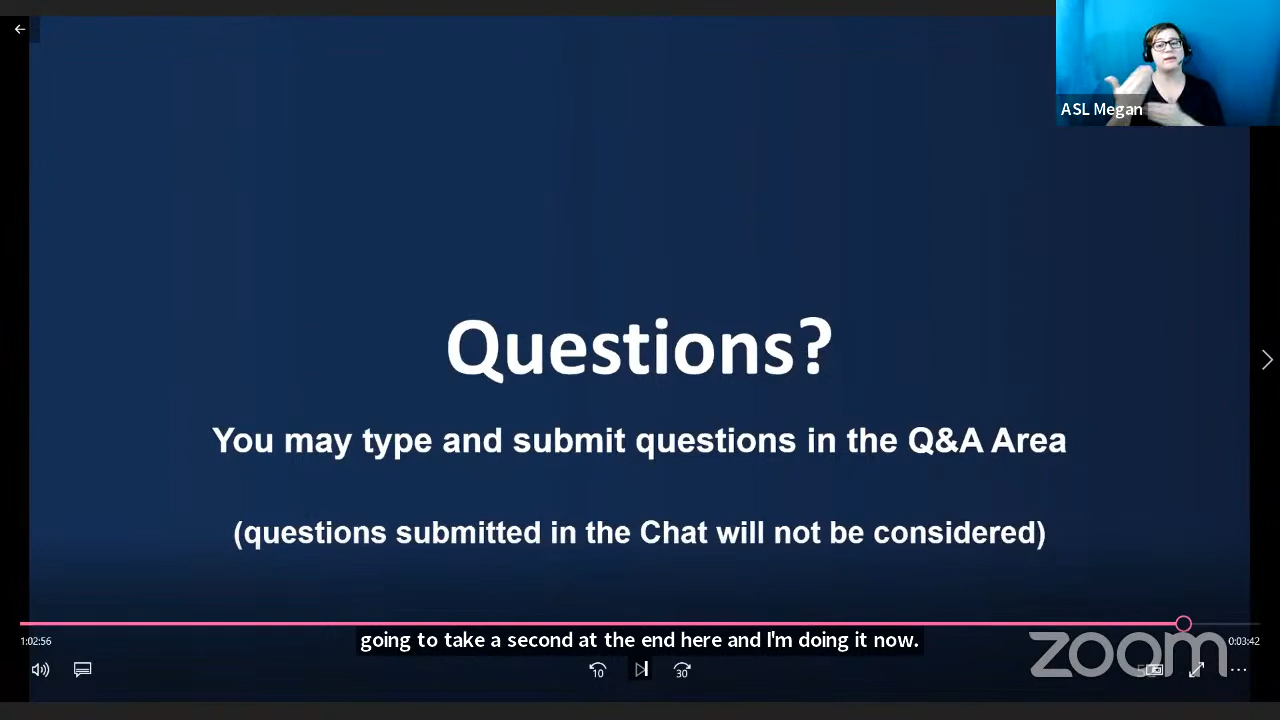 ASL Megan
Questions?
You may type and submit questions in the Q&A Area
(questions submitted in the Chat will not be considered)
1:02:56
going to take a second at the end here and I'm doing it now.
zoom
0:03:42
10
30